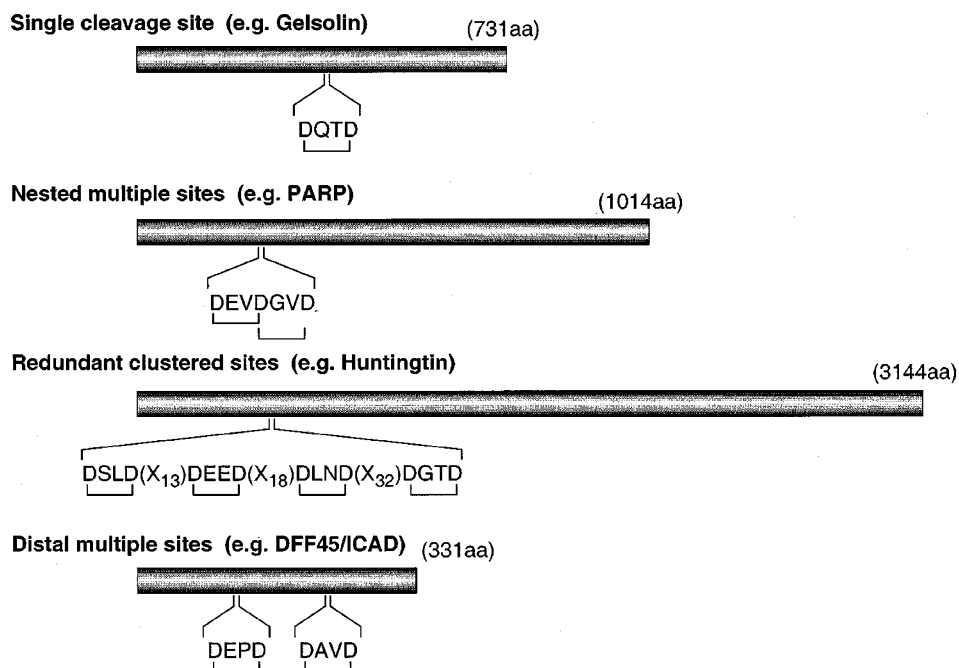 Single cleavage site (e.g. Gelsolin)
(731aa)
DQTD
Nested multiple sites (e.g. PARP)
(1014aa)
DEVDGVD
Redundant clustered sites (e.g. Huntingtin)
(3144aa)
DSLD(X13)DEED(X18)DLND(X32)DGTD
Distal multiple sites (e.g. DFF45/ICAD)
(331aa)
DEPD DAVD